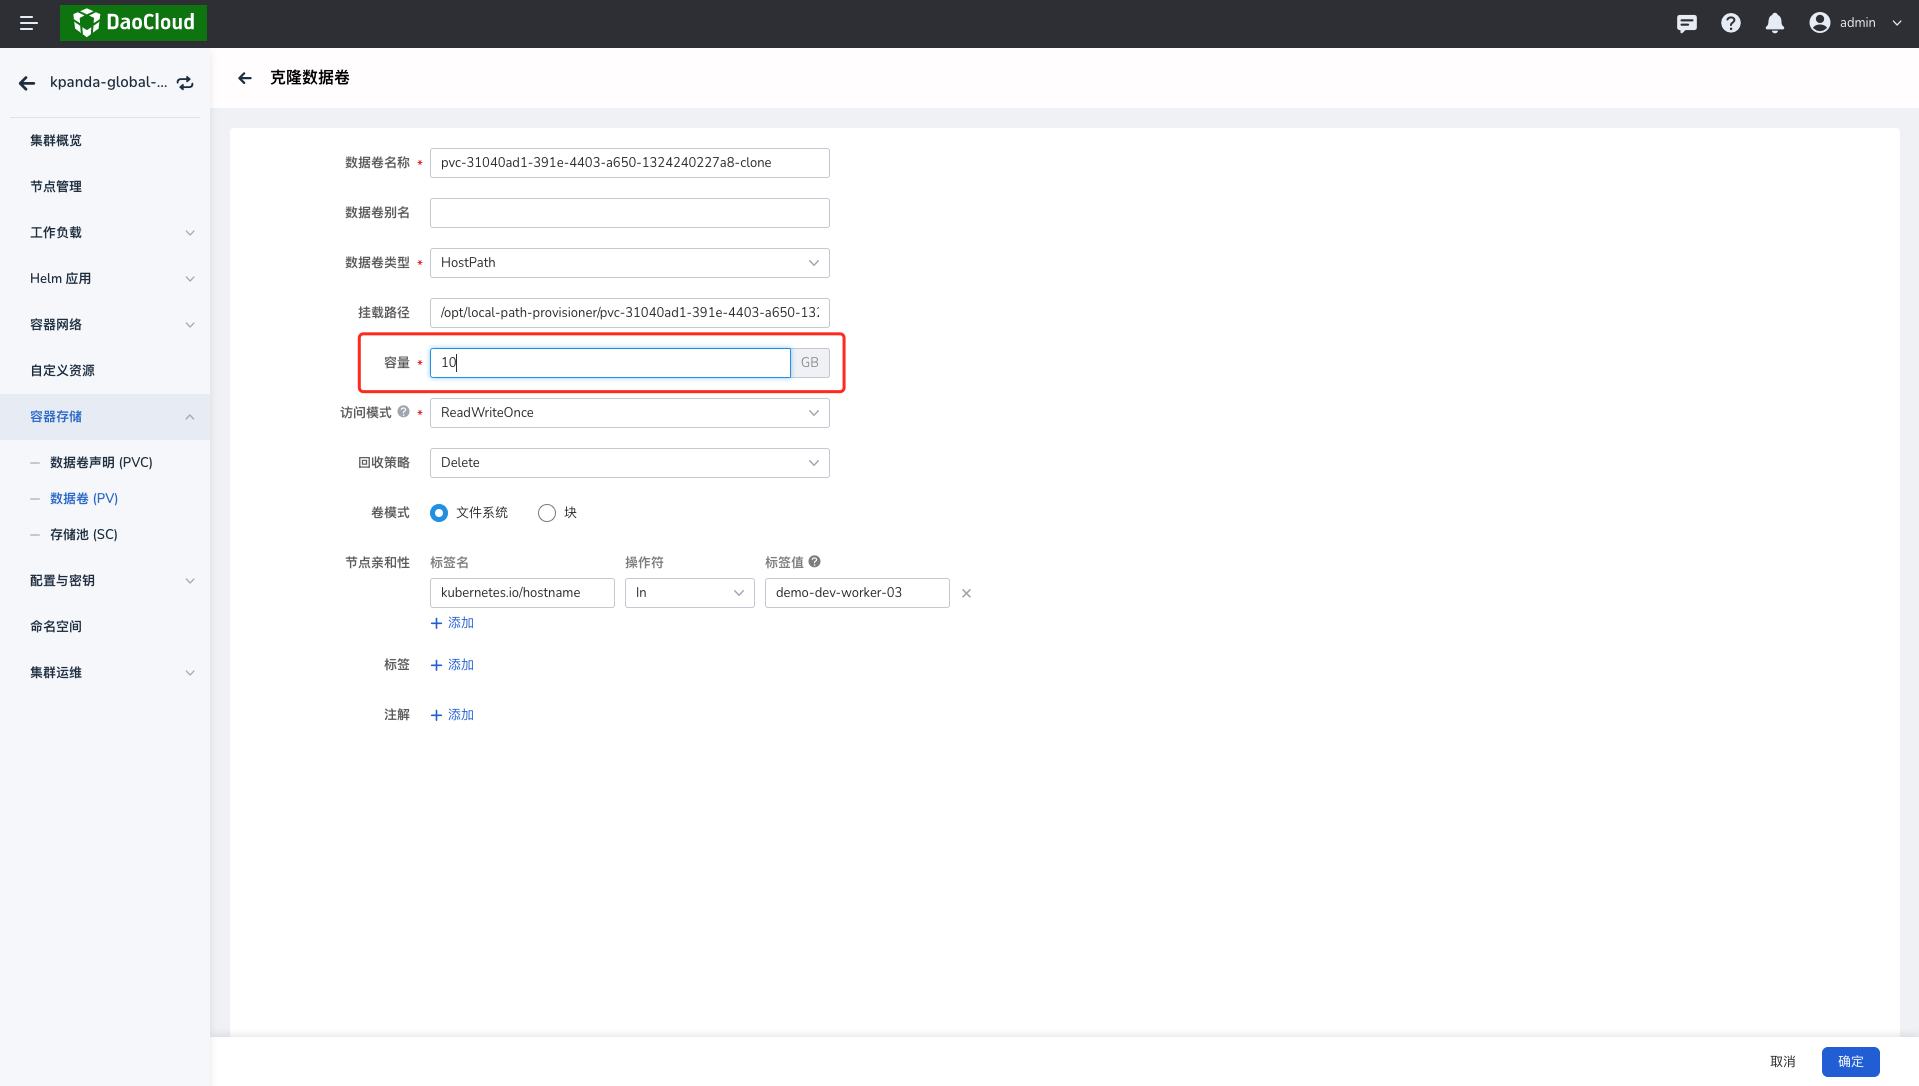 DaoCloud
admin
kpanda-global-...
集群概览
节点管理
工作负载
Helm 应用
容器网络
自定义资源
容器存储
数据卷声明 (PVC)
数据卷 (PV)
存储池 (SC)
配置与密钥
命名空间
集群运维
克隆数据卷
数据卷名称 * pvc-31040ad1-391e-4403-a650-1324240227a8-clone
数据卷别名
数据卷类型 * HostPath
挂载路径 /opt/local-path-provisioner/pvc-31040ad1-391e-4403-a650-132
容量 * 10 GB
访问模式 * ReadWriteOnce
回收策略 Delete
卷模式 文件系统 块
节点亲和性 标签名 操作符 标签值
kubernetes.io/hostname In demo-dev-worker-03
添加
标签 添加
注解 添加
取消 确定